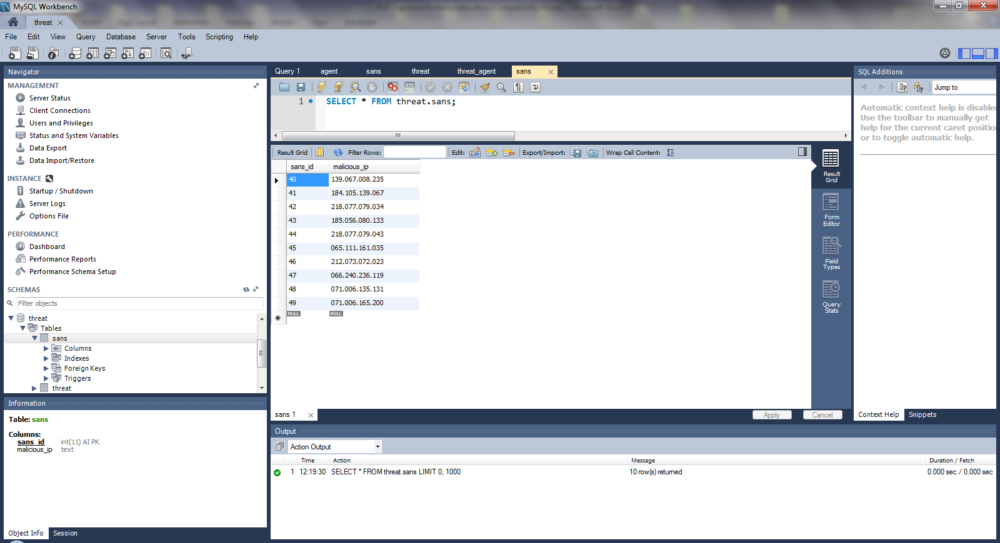 MySQL Workbench
threat
File Edit View Query Database Server Tools Scripting Help
Navigator
MANAGEMENT
Server Status
Client Connections
Users and Privileges
Status and System Variables
Data Export
Data Import/Restore
INSTANCE
Startup / Shutdown
Server Logs
Options File
PERFORMANCE
Dashboard
Performance Reports
Performance Schema Setup
SCHEMAS
Filter objects
threat
Tables
sans
Columns
Indexes
Foreign Keys
Triggers
threat
Information
Table: sans
Columns:
sans_id int(11) AI PK
malicious_ip text
Object Info Session
Query 1 agent sans threat threat_agent sans
1 SELECT * FROM threat.sans;
Result Grid Filter Rows: Edit: Export/Import: Wrap Cell Content:
sans_id malicious_ip
40 139.067.008.235
41 184.105.139.067
42 218.077.079.034
43 185.056.080.133
44 218.077.079.043
45 065.111.161.035
46 212.073.072.023
47 066.240.236.119
48 071.006.135.131
49 071.006.165.200
NULL NULL
Result
Grid
Form
Editor
Field
Types
Query
Stats
sans 1 Apply Cancel
Output
Action Output
Time Action Message Duration / Fetch
1 12:19:30 SELECT * FROM threat.sans LIMIT 0, 1000 10 row(s) returned 0.000 sec / 0.000 sec
SQL Additions
Jump to
Automatic context help is disable
Use the toolbar to manually get
help for the current caret position
or to toggle automatic help.
Context Help Snippets